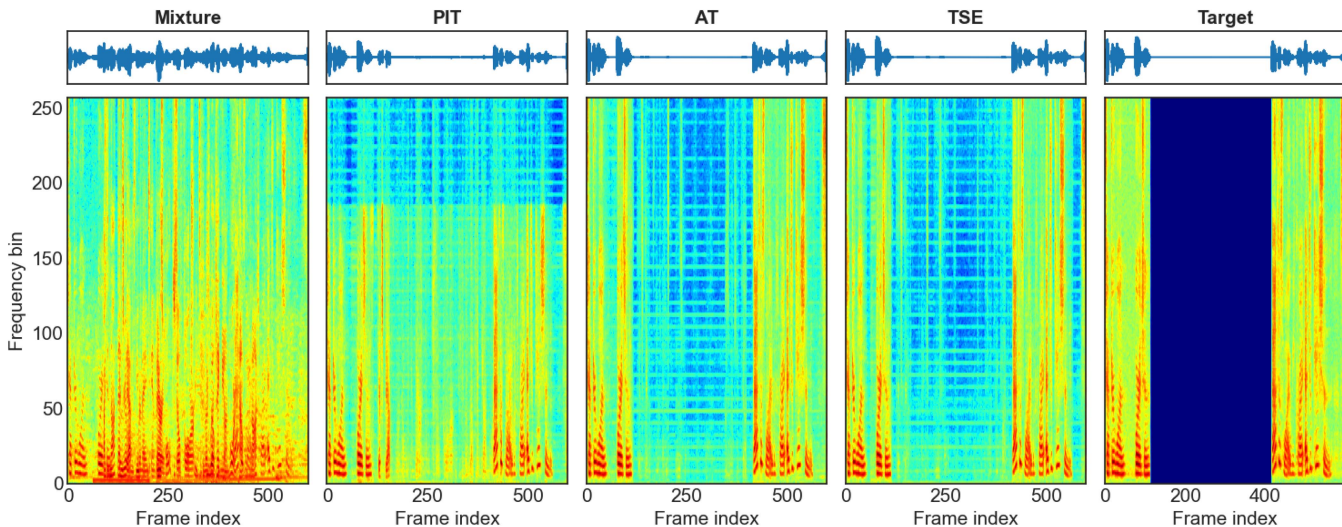 Mixture PIT AT TSE Target
250
200
150
100
50
0
Frequency bin
0 250 500 0 250 500 0 250 500 0 250 500 0 200 400
Frame index Frame index Frame index Frame index Frame index